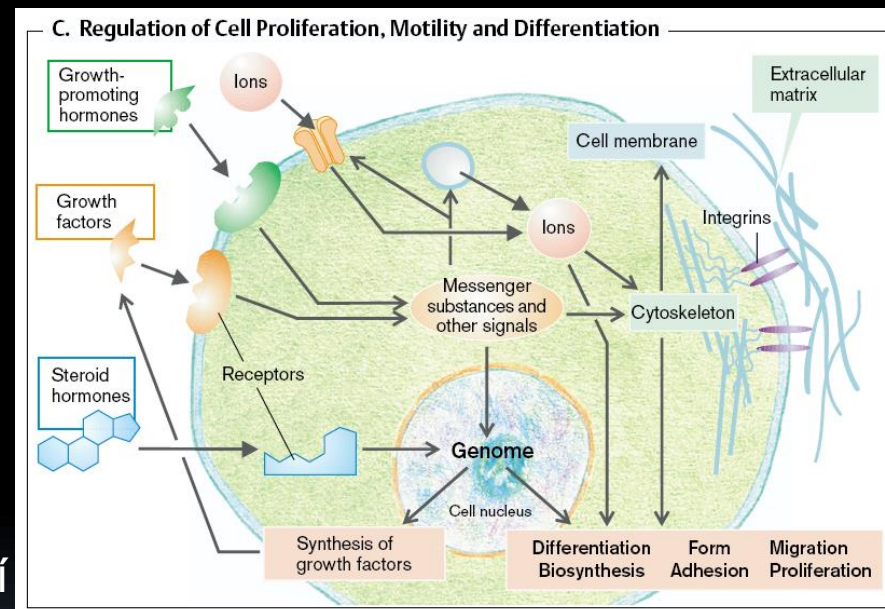 C. Regulation of Cell Proliferation, Motility and Differentiation
Growth-
promoting
hormones
Ions
Extracellular
matrix
Cell membrane
Growth
factors
Ions
Integrins
Messenger
substances and
other signals
Cytoskeleton
Steroid
hormones
Receptors
Genome
Cell nucleus
Synthesis of
growth factors
Differentiation Form Migration
Biosynthesis Adhesion Proliferation
í